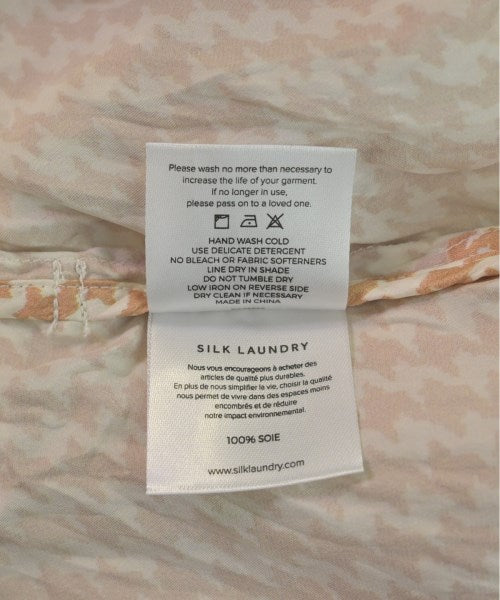 Please wash no more than necessary to
increase the life of your garment.
if no longer in use,
please pass on to a loved one.
HAND WASH COLD
USE DELICATE DETERGENT
NO BLEACH OR FABRIC SOFTERNERS
LINE DRY IN SHADE
DO NOT TUMBLE DRY
LOW IRON ON REVERSE SIDE
DRY CLEAN IF NECESSARY
MADE IN CHINA
SILK LAUNDRY
Nous vous encourageons à acheter des
articles de qualité plus durables.
En plus de nous simplifier la vie, choisir la qualité
nous permet de vivre dans des espaces moins
encombrés et de réduire
notre impact environnemental.
100% SOIE
www.silklaundry.com